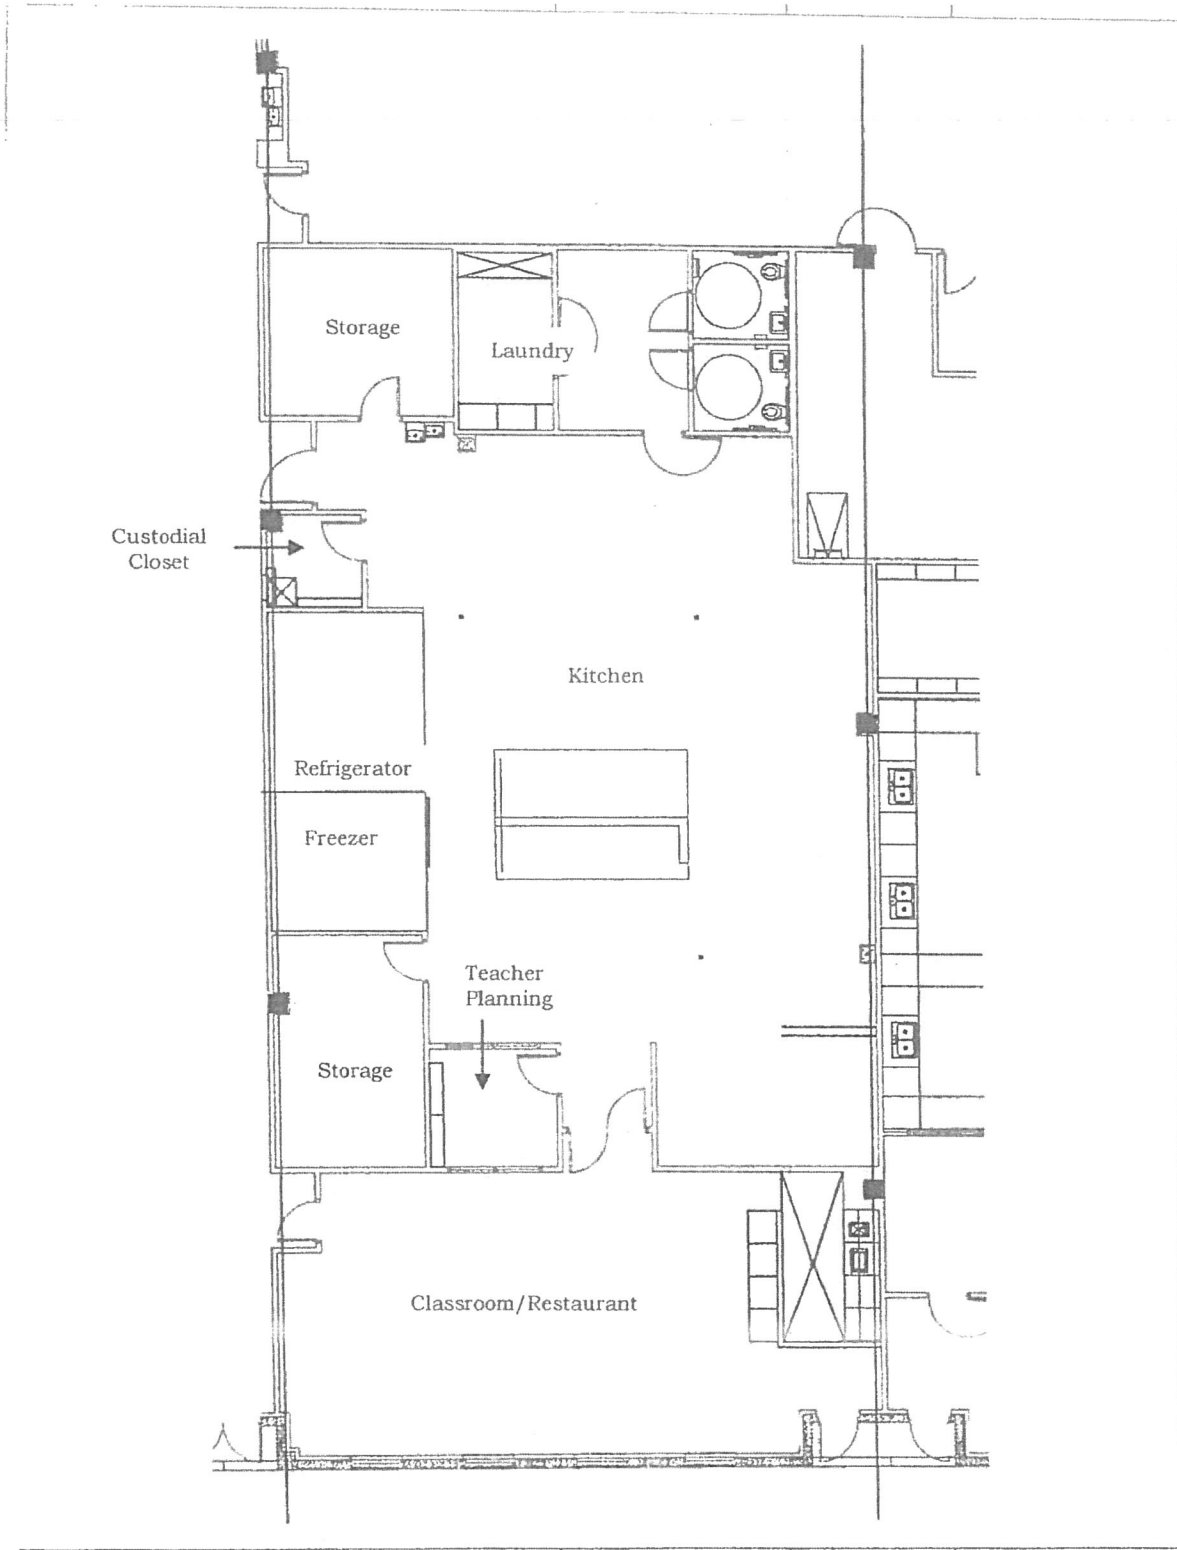 Storage
Laundry
Custodial
Closet
Kitchen
Refrigerator
Freezer
Teacher
Planning
Storage
Classroom/Restaurant